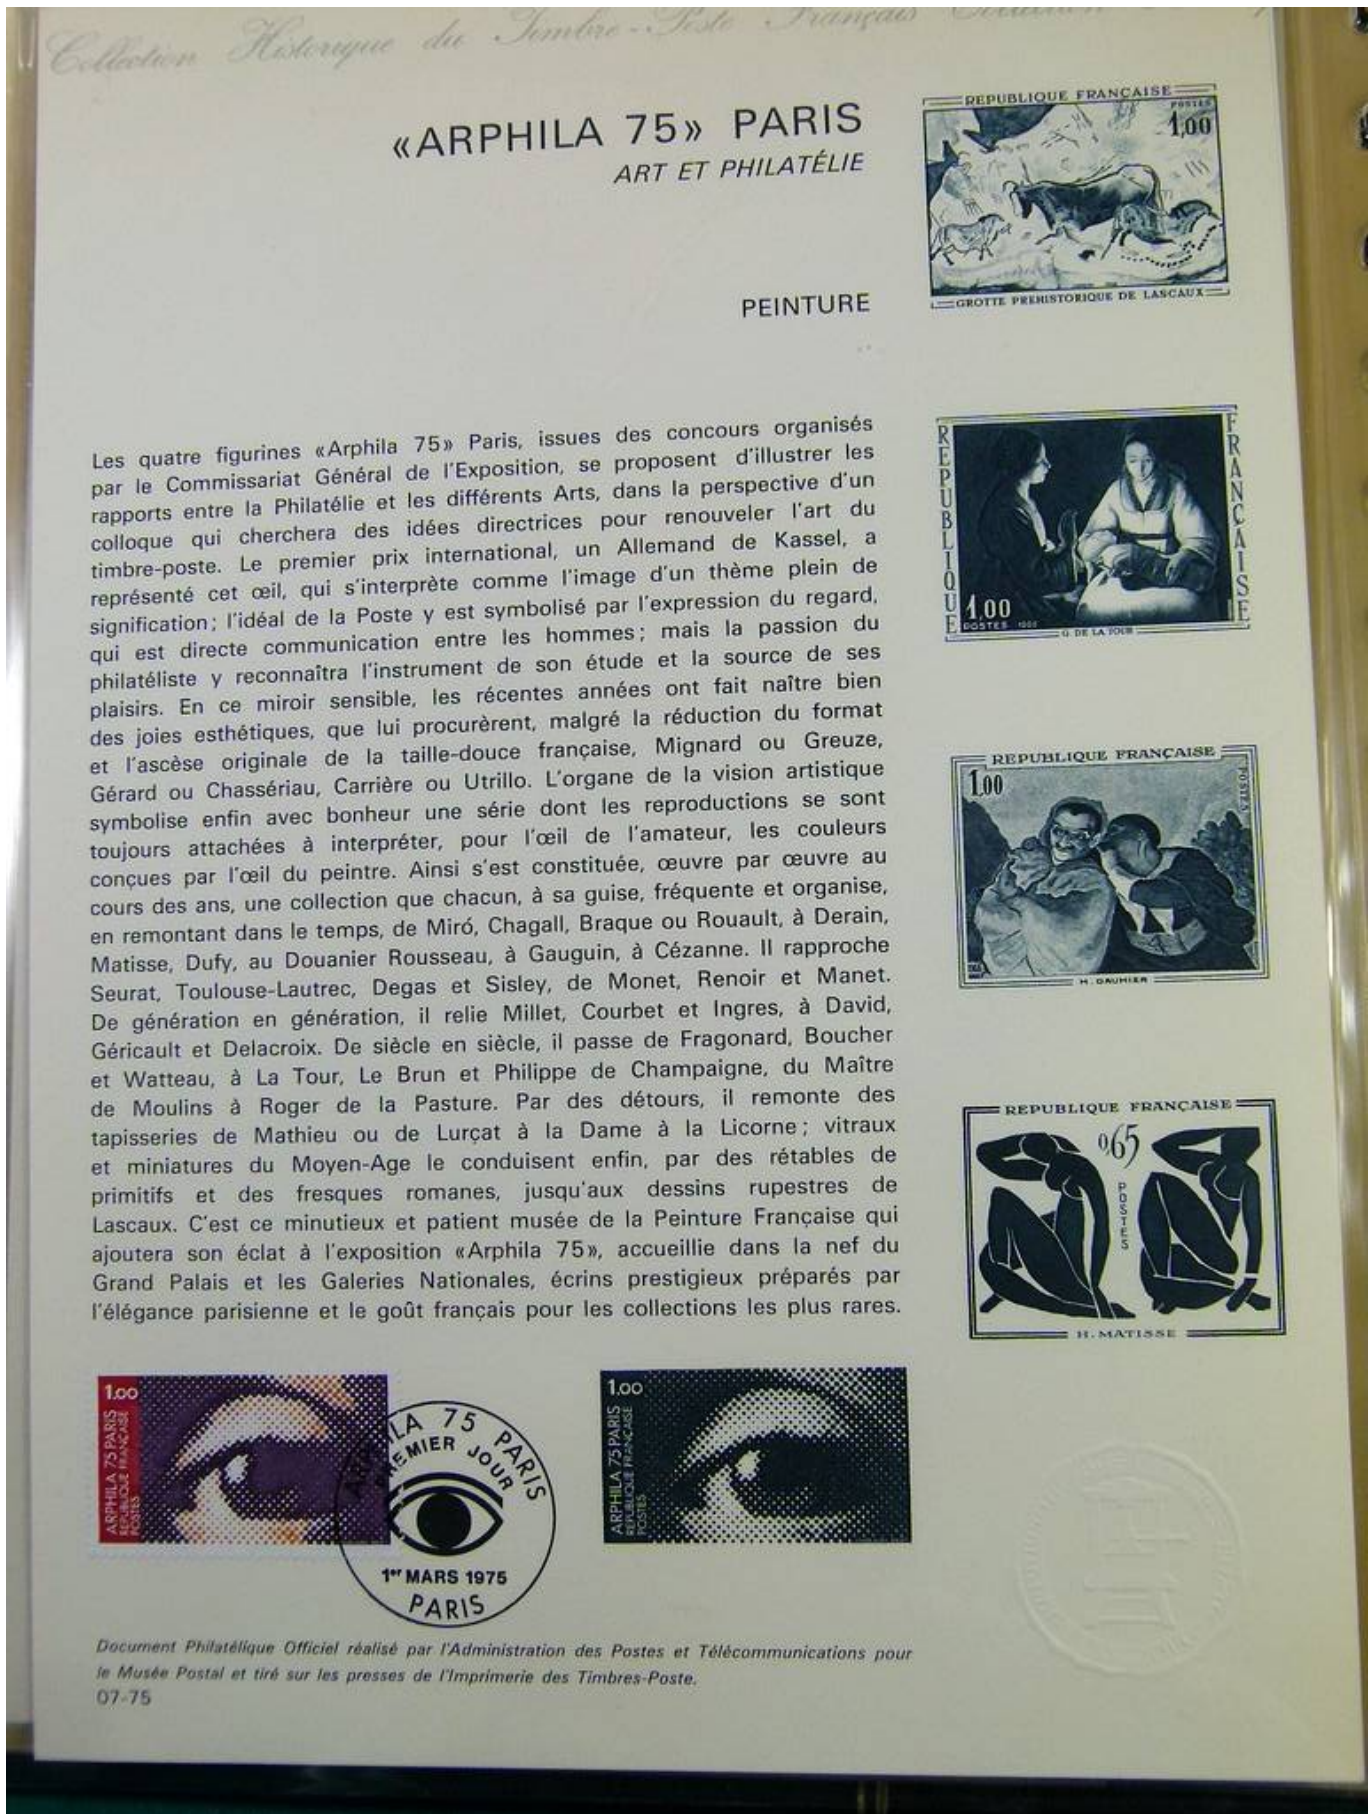 Collection Historique du Timbre-Poste Français Collection
«ARPHILA 75» PARIS
ART ET PHILATÉLIE
PEINTURE
REPUBLIQUE FRANÇAISE
POSTES
1,00
GROTTE PREHISTORIQUE DE LASCAUX
REPUBLIQUE
FRANÇAISE
1,00
POSTES
G. DE LA TOUR
REPUBLIQUE FRANÇAISE
1,00
POSTES
H. DAUMIER
REPUBLIQUE FRANÇAISE
0,65
POSTES
H. MATISSE
Les quatre figurines «Arphila 75» Paris, issues des concours organisés
par le Commissariat Général de l'Exposition, se proposent d'illustrer les
rapports entre la Philatélie et les différents Arts, dans la perspective d'un
colloque qui cherchera des idées directrices pour renouveler l'art du
timbre-poste. Le premier prix international, un Allemand de Kassel, a
représenté cet œil, qui s'interprète comme l'image d'un thème plein de
signification; l'idéal de la Poste y est symbolisé par l'expression du regard,
qui est directe communication entre les hommes; mais la passion du
philatéliste y reconnaîtra l'instrument de son étude et la source de ses
plaisirs. En ce miroir sensible, les récentes années ont fait naître bien
des joies esthétiques, que lui procurèrent, malgré la réduction du format
et l'ascèse originale de la taille-douce française, Mignard ou Greuze,
Gérard ou Chassériau, Carrière ou Utrillo. L'organe de la vision artistique
symbolise enfin avec bonheur une série dont les reproductions se sont
toujours attachées à interpréter, pour l'œil de l'amateur, les couleurs
conçues par l'œil du peintre. Ainsi s'est constituée, œuvre par œuvre au
cours des ans, une collection que chacun, à sa guise, fréquente et organise,
en remontant dans le temps, de Miró, Chagall, Braque ou Rouault, à Derain,
Matisse, Dufy, au Douanier Rousseau, à Gauguin, à Cézanne. Il rapproche
Seurat, Toulouse-Lautrec, Degas et Sisley, de Monet, Renoir et Manet.
De génération en génération, il relie Millet, Courbet et Ingres, à David,
Géricault et Delacroix. De siècle en siècle, il passe de Fragonard, Boucher
et Watteau, à La Tour, Le Brun et Philippe de Champaigne, du Maître
de Moulins à Roger de la Pasture. Par des détours, il remonte des
tapisseries de Mathieu ou de Lurçat à la Dame à la Licorne; vitraux
et miniatures du Moyen-Age le conduisent enfin, par des rétables de
primitifs et des fresques romanes, jusqu'aux dessins rupestres de
Lascaux. C'est ce minutieux et patient musée de la Peinture Française qui
ajoutera son éclat à l'exposition «Arphila 75», accueillie dans la nef du
Grand Palais et les Galeries Nationales, écrins prestigieux préparés par
l'élégance parisienne et le goût français pour les collections les plus rares.
1.00
ARPHILA 75 PARIS
REPUBLIQUE FRANÇAISE
POSTES
ARPHILA 75 PARIS
PREMIER JOUR
1er MARS 1975
PARIS
1.00
ARPHILA 75 PARIS
REPUBLIQUE FRANÇAISE
POSTES
Document Philatélique Officiel réalisé par l'Administration des Postes et Télécommunications pour
le Musée Postal et tiré sur les presses de l'Imprimerie des Timbres-Poste.
07-75